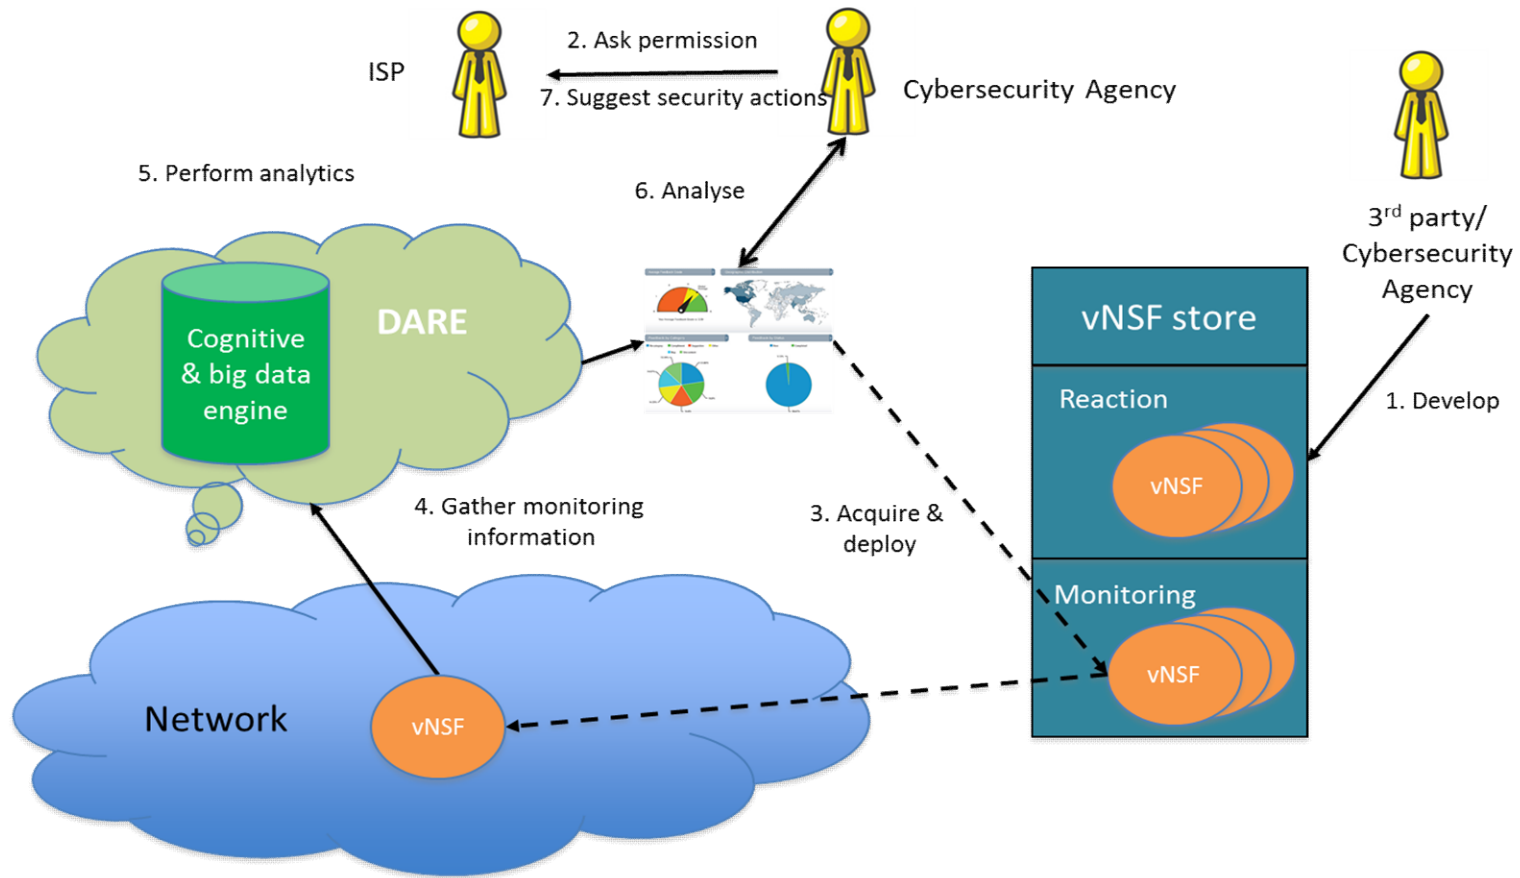 2. Ask permission
ISP
7. Suggest security actions
Cybersecurity Agency
5. Perform analytics
6. Analyse
3rd party/
Cybersecurity
Agency
DARE
Cognitive
& big data
engine
vNSF store
Reaction
vNSF
1. Develop
4. Gather monitoring
information
3. Acquire &
deploy
Monitoring
vNSF
Network
vNSF